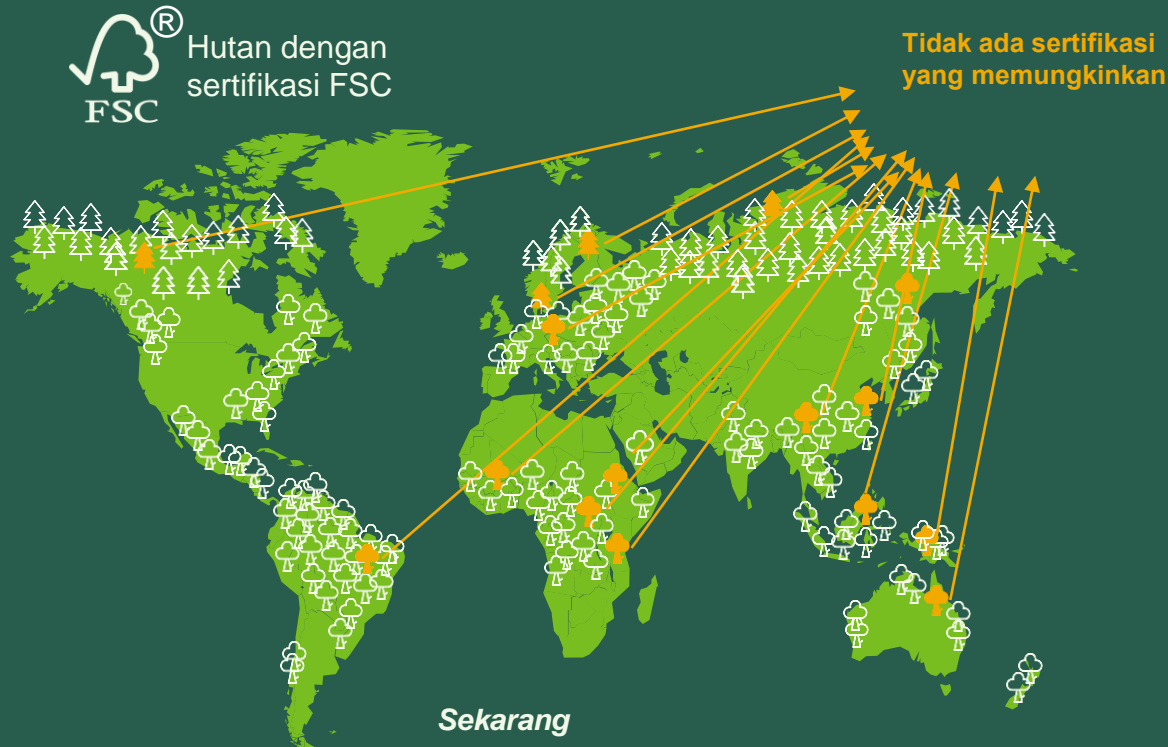 ®
FSC
Hutan dengan
sertifikasi FSC
Tidak ada sertifikasi
yang memungkinkan
Sekarang